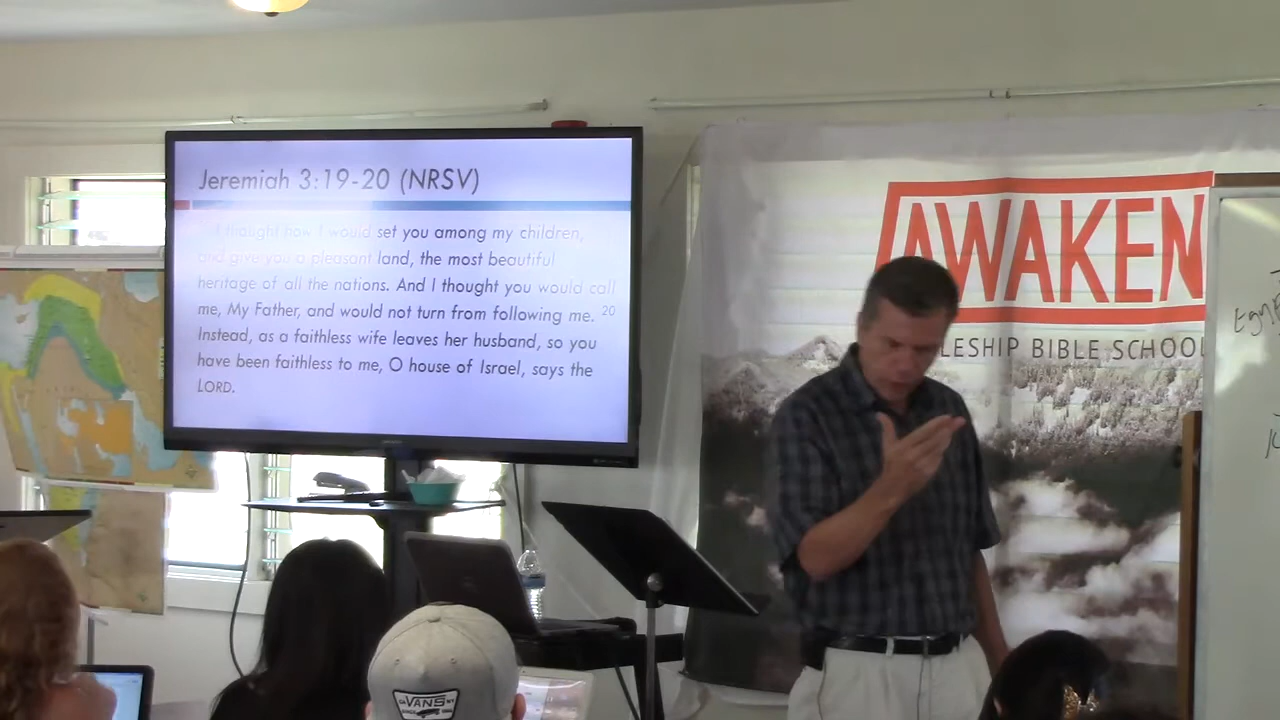 Jeremiah 3:19-20 (NRSV)
I thought how I would set you among my children,
and give you a pleasant land, the most beautiful
heritage of all the nations. And I thought you would call
me, My Father, and would not turn from following me. 20
Instead, as a faithless wife leaves her husband, so you
have been faithless to me, O house of Israel, says the
LORD.
AWAKEN
LESHIP BIBLE SCHOOL
VANS